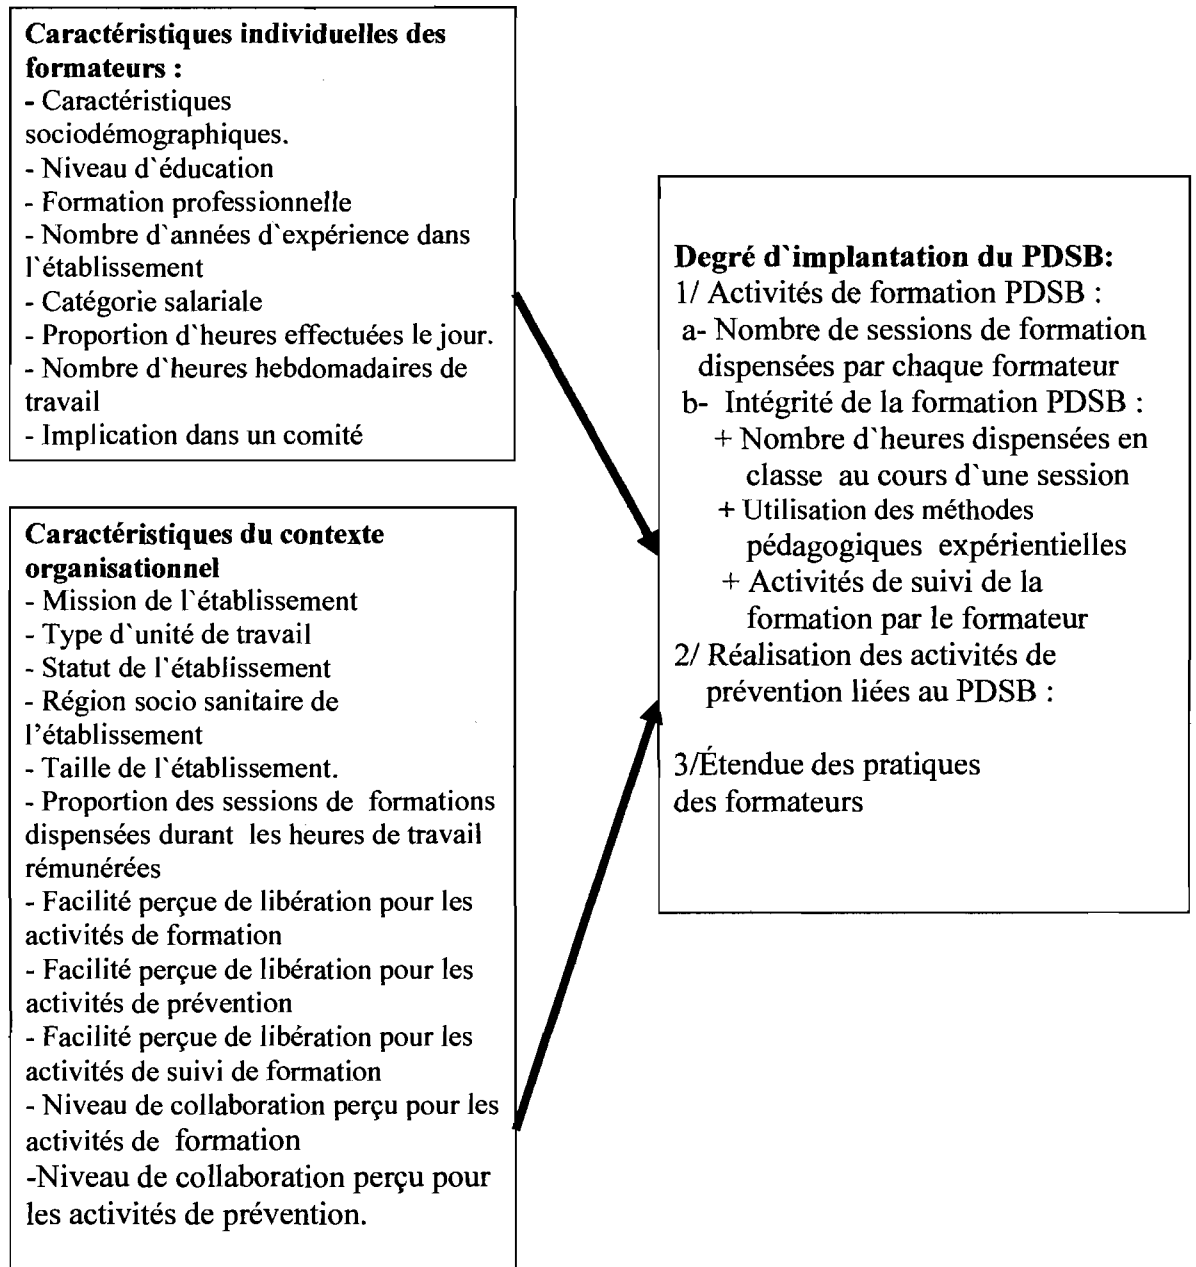 Caractéristiques individuelles des
formateurs :
- Caractéristiques
sociodémographiques.
- Niveau d`éducation
- Formation professionnelle
- Nombre d`années d`expérience dans
l`établissement
- Catégorie salariale
- Proportion d`heures effectuées le jour.
- Nombre d`heures hebdomadaires de
travail
- Implication dans un comité
Caractéristiques du contexte
organisationnel
- Mission de l`établissement
- Type d`unité de travail
- Statut de l`établissement
- Région socio sanitaire de
l’établissement
- Taille de l`établissement.
- Proportion des sessions de formations
dispensées durant les heures de travail
rémunérées
- Facilité perçue de libération pour les
activités de formation
- Facilité perçue de libération pour les
activités de prévention
- Facilité perçue de libération pour les
activités de suivi de formation
- Niveau de collaboration perçu pour les
activités de formation
-Niveau de collaboration perçu pour
les activités de prévention.
Degré d`implantation du PDSB:
1/ Activités de formation PDSB :
a- Nombre de sessions de formation
dispensées par chaque formateur
b- Intégrité de la formation PDSB :
+ Nombre d`heures dispensées en
classe au cours d`une session
+ Utilisation des méthodes
pédagogiques expérientielles
+ Activités de suivi de la
formation par le formateur
2/ Réalisation des activités de
prévention liées au PDSB :
3/Étendue des pratiques
des formateurs